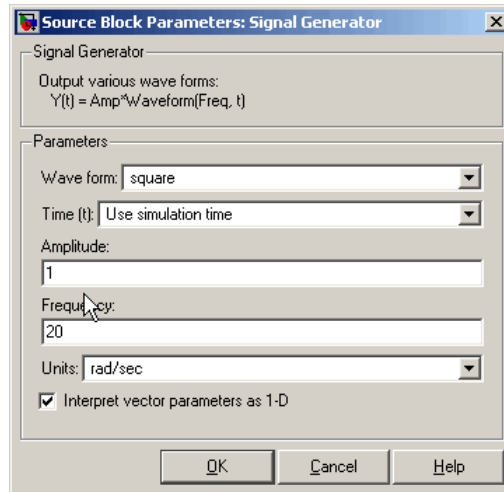 Source Block Parameters: Signal Generator
Signal Generator
Output various wave forms:
Y(t) = Amp*Waveform(Freq, t)
Parameters
Wave form: square
Time (t): Use simulation time
Amplitude:
1
Frequency:
20
Units: rad/sec
Interpret vector parameters as 1-D
OK Cancel Help